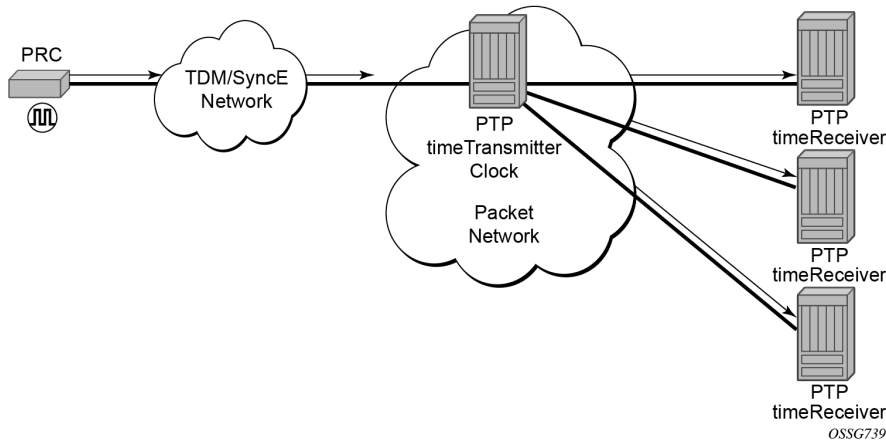 PRC
TDM/SyncE
Network
PTP
timeTransmitter
Clock
Packet
Network
PTP
timeReceiver
PTP
timeReceiver
PTP
timeReceiver
OSSG739